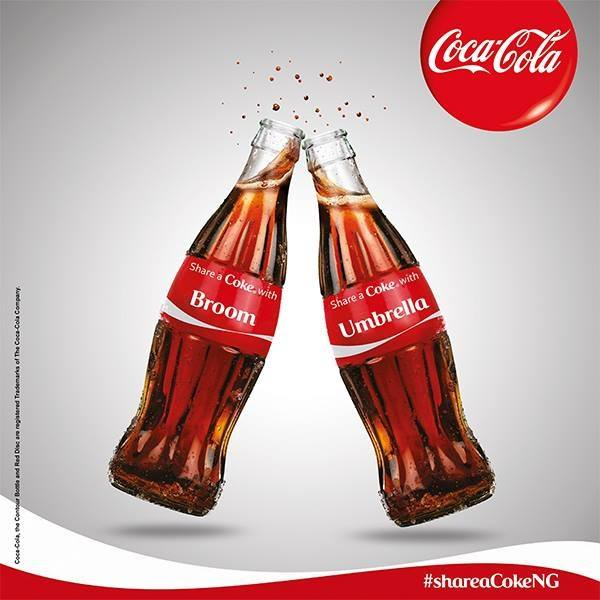 Coca-Cola
Share a Coke with
Broom
Share a Coke with
Umbrella
Coca-Cola, the Contour Bottle and Red Disc are registered Trademarks of The Coca-Cola Company.
#shareaCokeNG